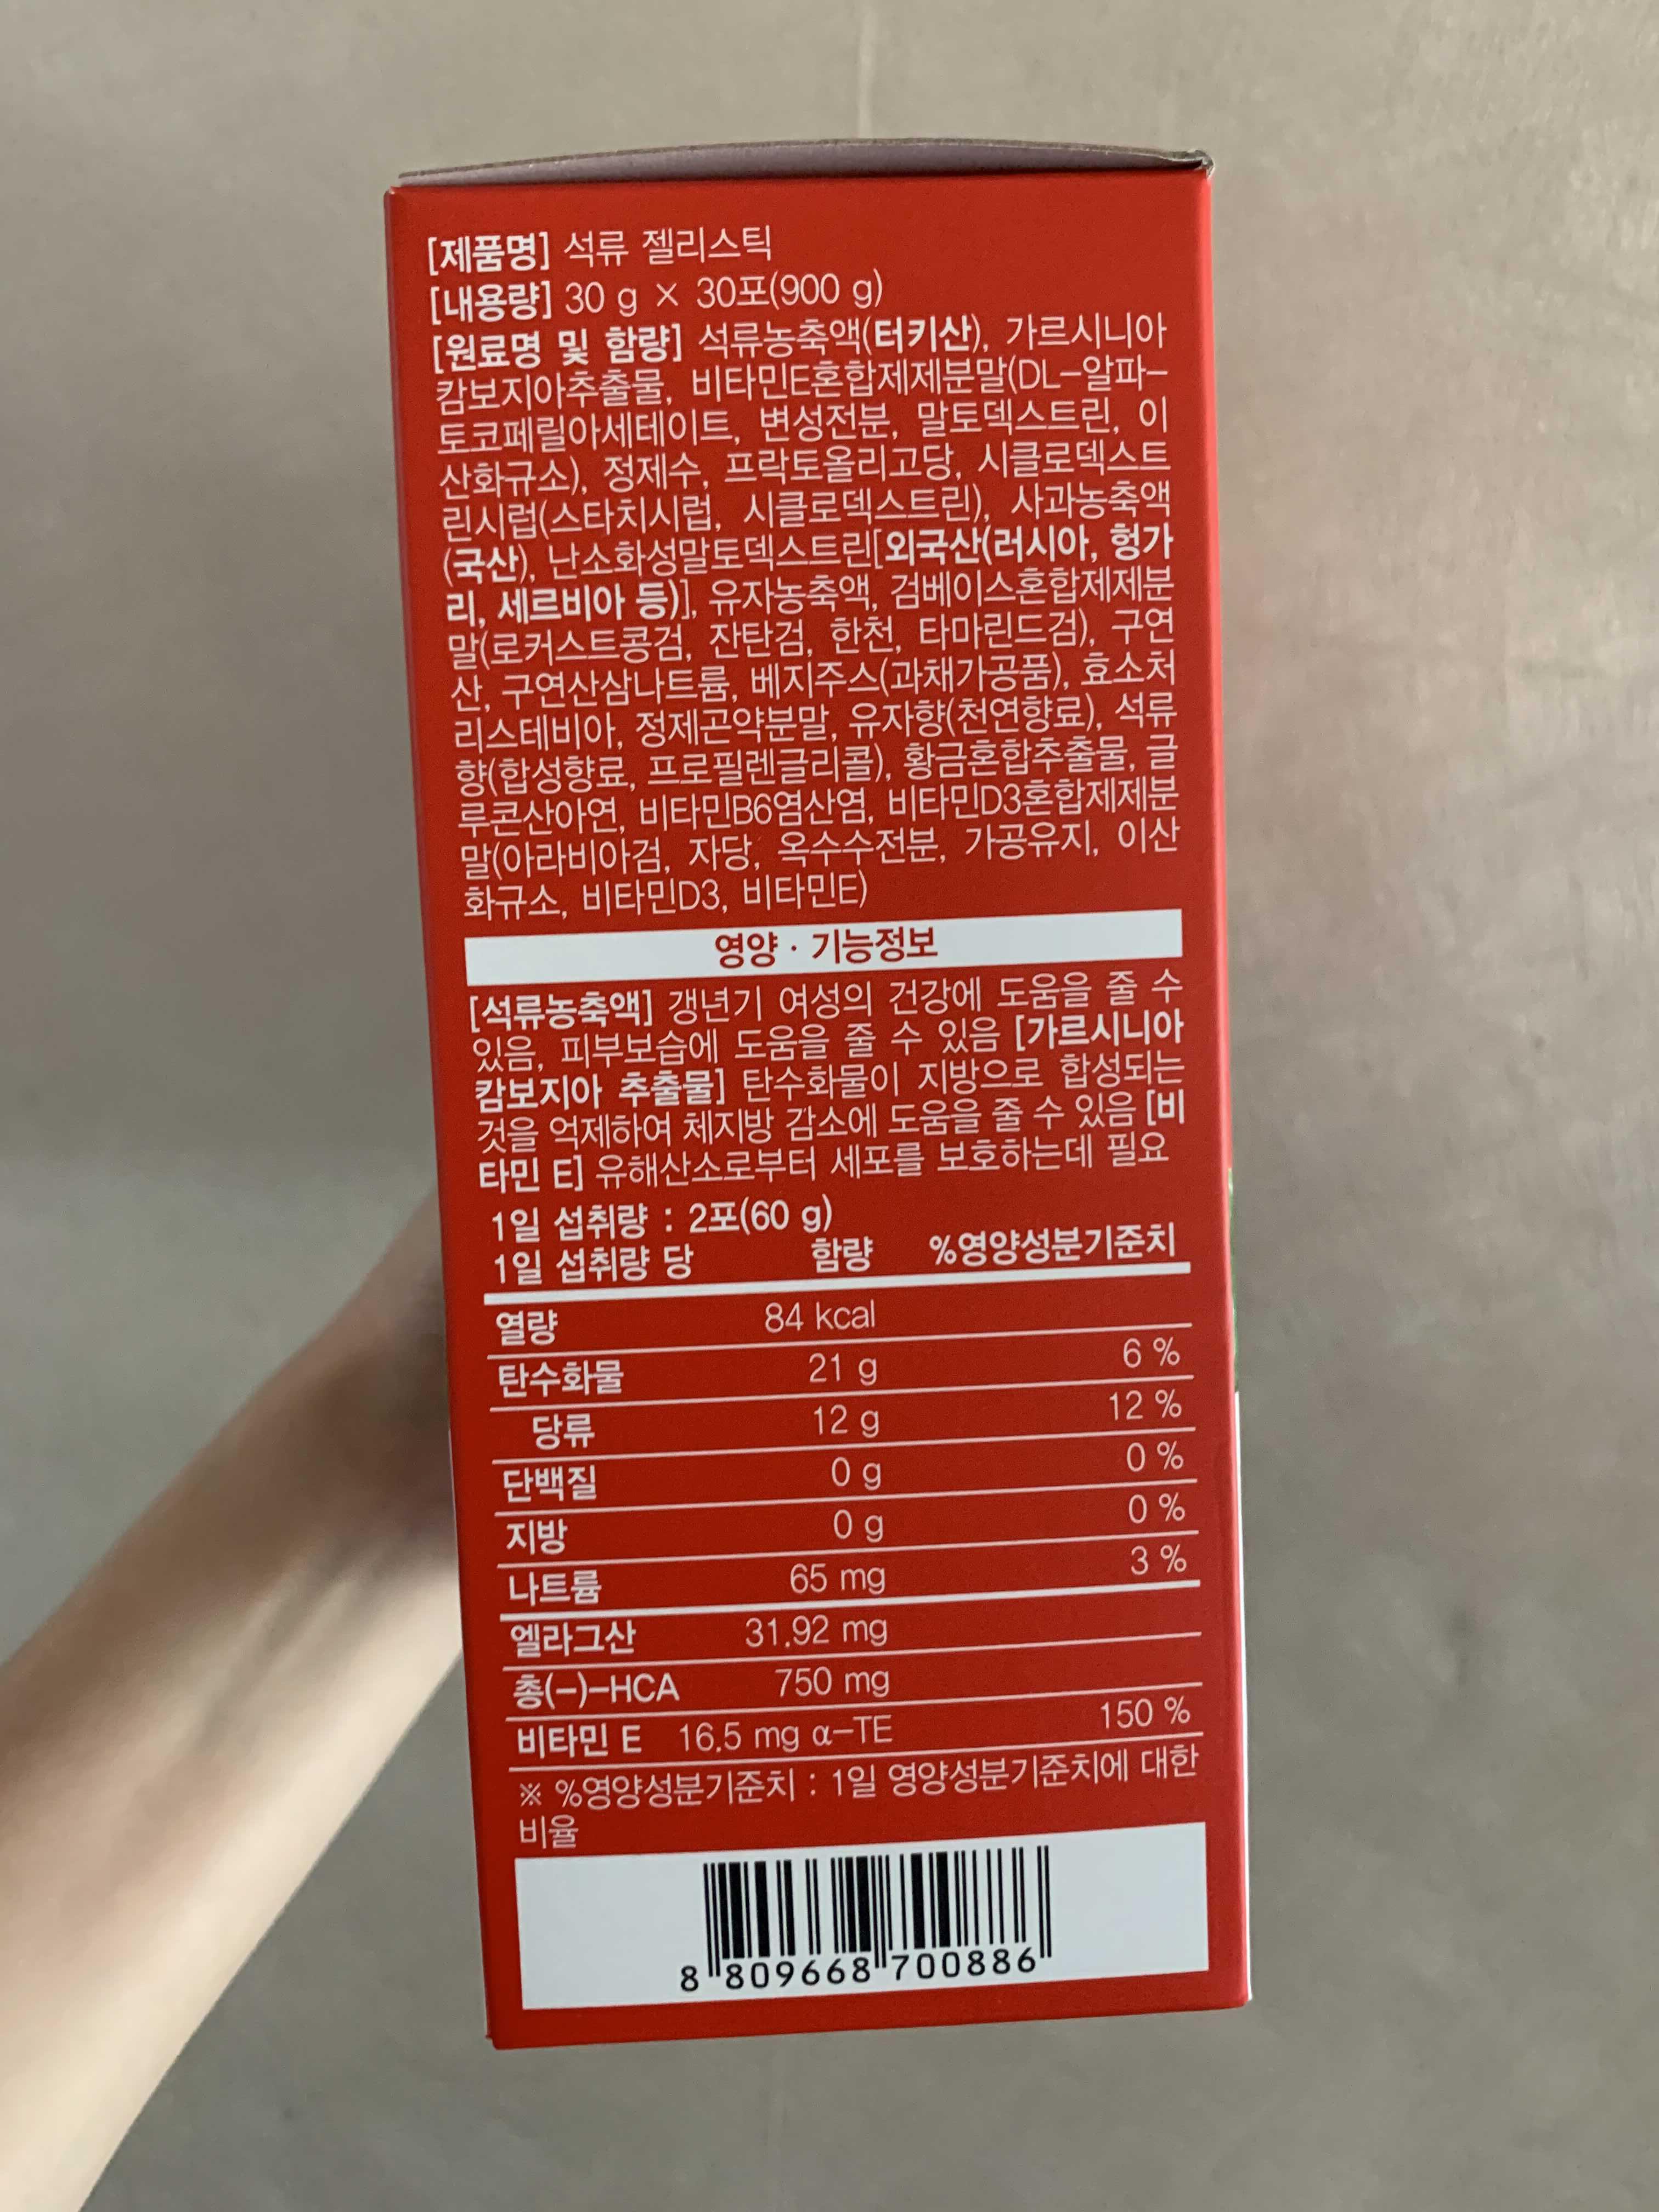 [제품명] 석류 젤리스틱
[내용량] 30 g × 30포(900 g)
[원료명 및 함량] 석류농축액(터키산), 가르시니아
캄보지아추출물, 비타민E혼합제제분말(DL-알파-
토코페릴아세테이트, 변성전분, 말토덱스트린, 이
산화규소), 정제수, 프락토올리고당, 시클로덱스트
린시럽(스타치시럽, 시클로덱스트린), 사과농축액
(국산), 난소화성말토덱스트린[외국산(러시아, 헝가
리, 세르비아 등)], 유자농축액, 검베이스혼합제제분
말(로커스트콩검, 잔탄검, 한천, 타마린드검), 구연
산, 구연산삼나트륨, 베지주스(과채가공품), 효소처
리스테비아, 정제곤약분말, 유자향(천연향료), 석류
향(합성향료, 프로필렌글리콜), 황금혼합추출물, 글
루콘산아연, 비타민B6염산염, 비타민D3혼합제제분
말(아라비아검, 자당, 옥수수전분, 가공유지, 이산
화규소, 비타민D3, 비타민E)
영양 · 기능정보
[석류농축액] 갱년기 여성의 건강에 도움을 줄 수
있음, 피부보습에 도움을 줄 수 있음 [가르시니아
캄보지아 추출물] 탄수화물이 지방으로 합성되는
것을 억제하여 체지방 감소에 도움을 줄 수 있음 [비
타민 E] 유해산소로부터 세포를 보호하는데 필요
1일 섭취량 : 2포(60 g)
1일 섭취량 당 함량 %영양성분기준치
열량 84 kcal
탄수화물 21 g 6 %
당류 12 g 12 %
단백질 0 g 0 %
지방 0 g 0 %
나트륨 65 mg 3 %
엘라그산 31.92 mg
총(-)-HCA 750 mg
비타민 E 16.5 mg α-TE 150 %
※ %영양성분기준치 : 1일 영양성분기준치에 대한
비율
8 809668 700886